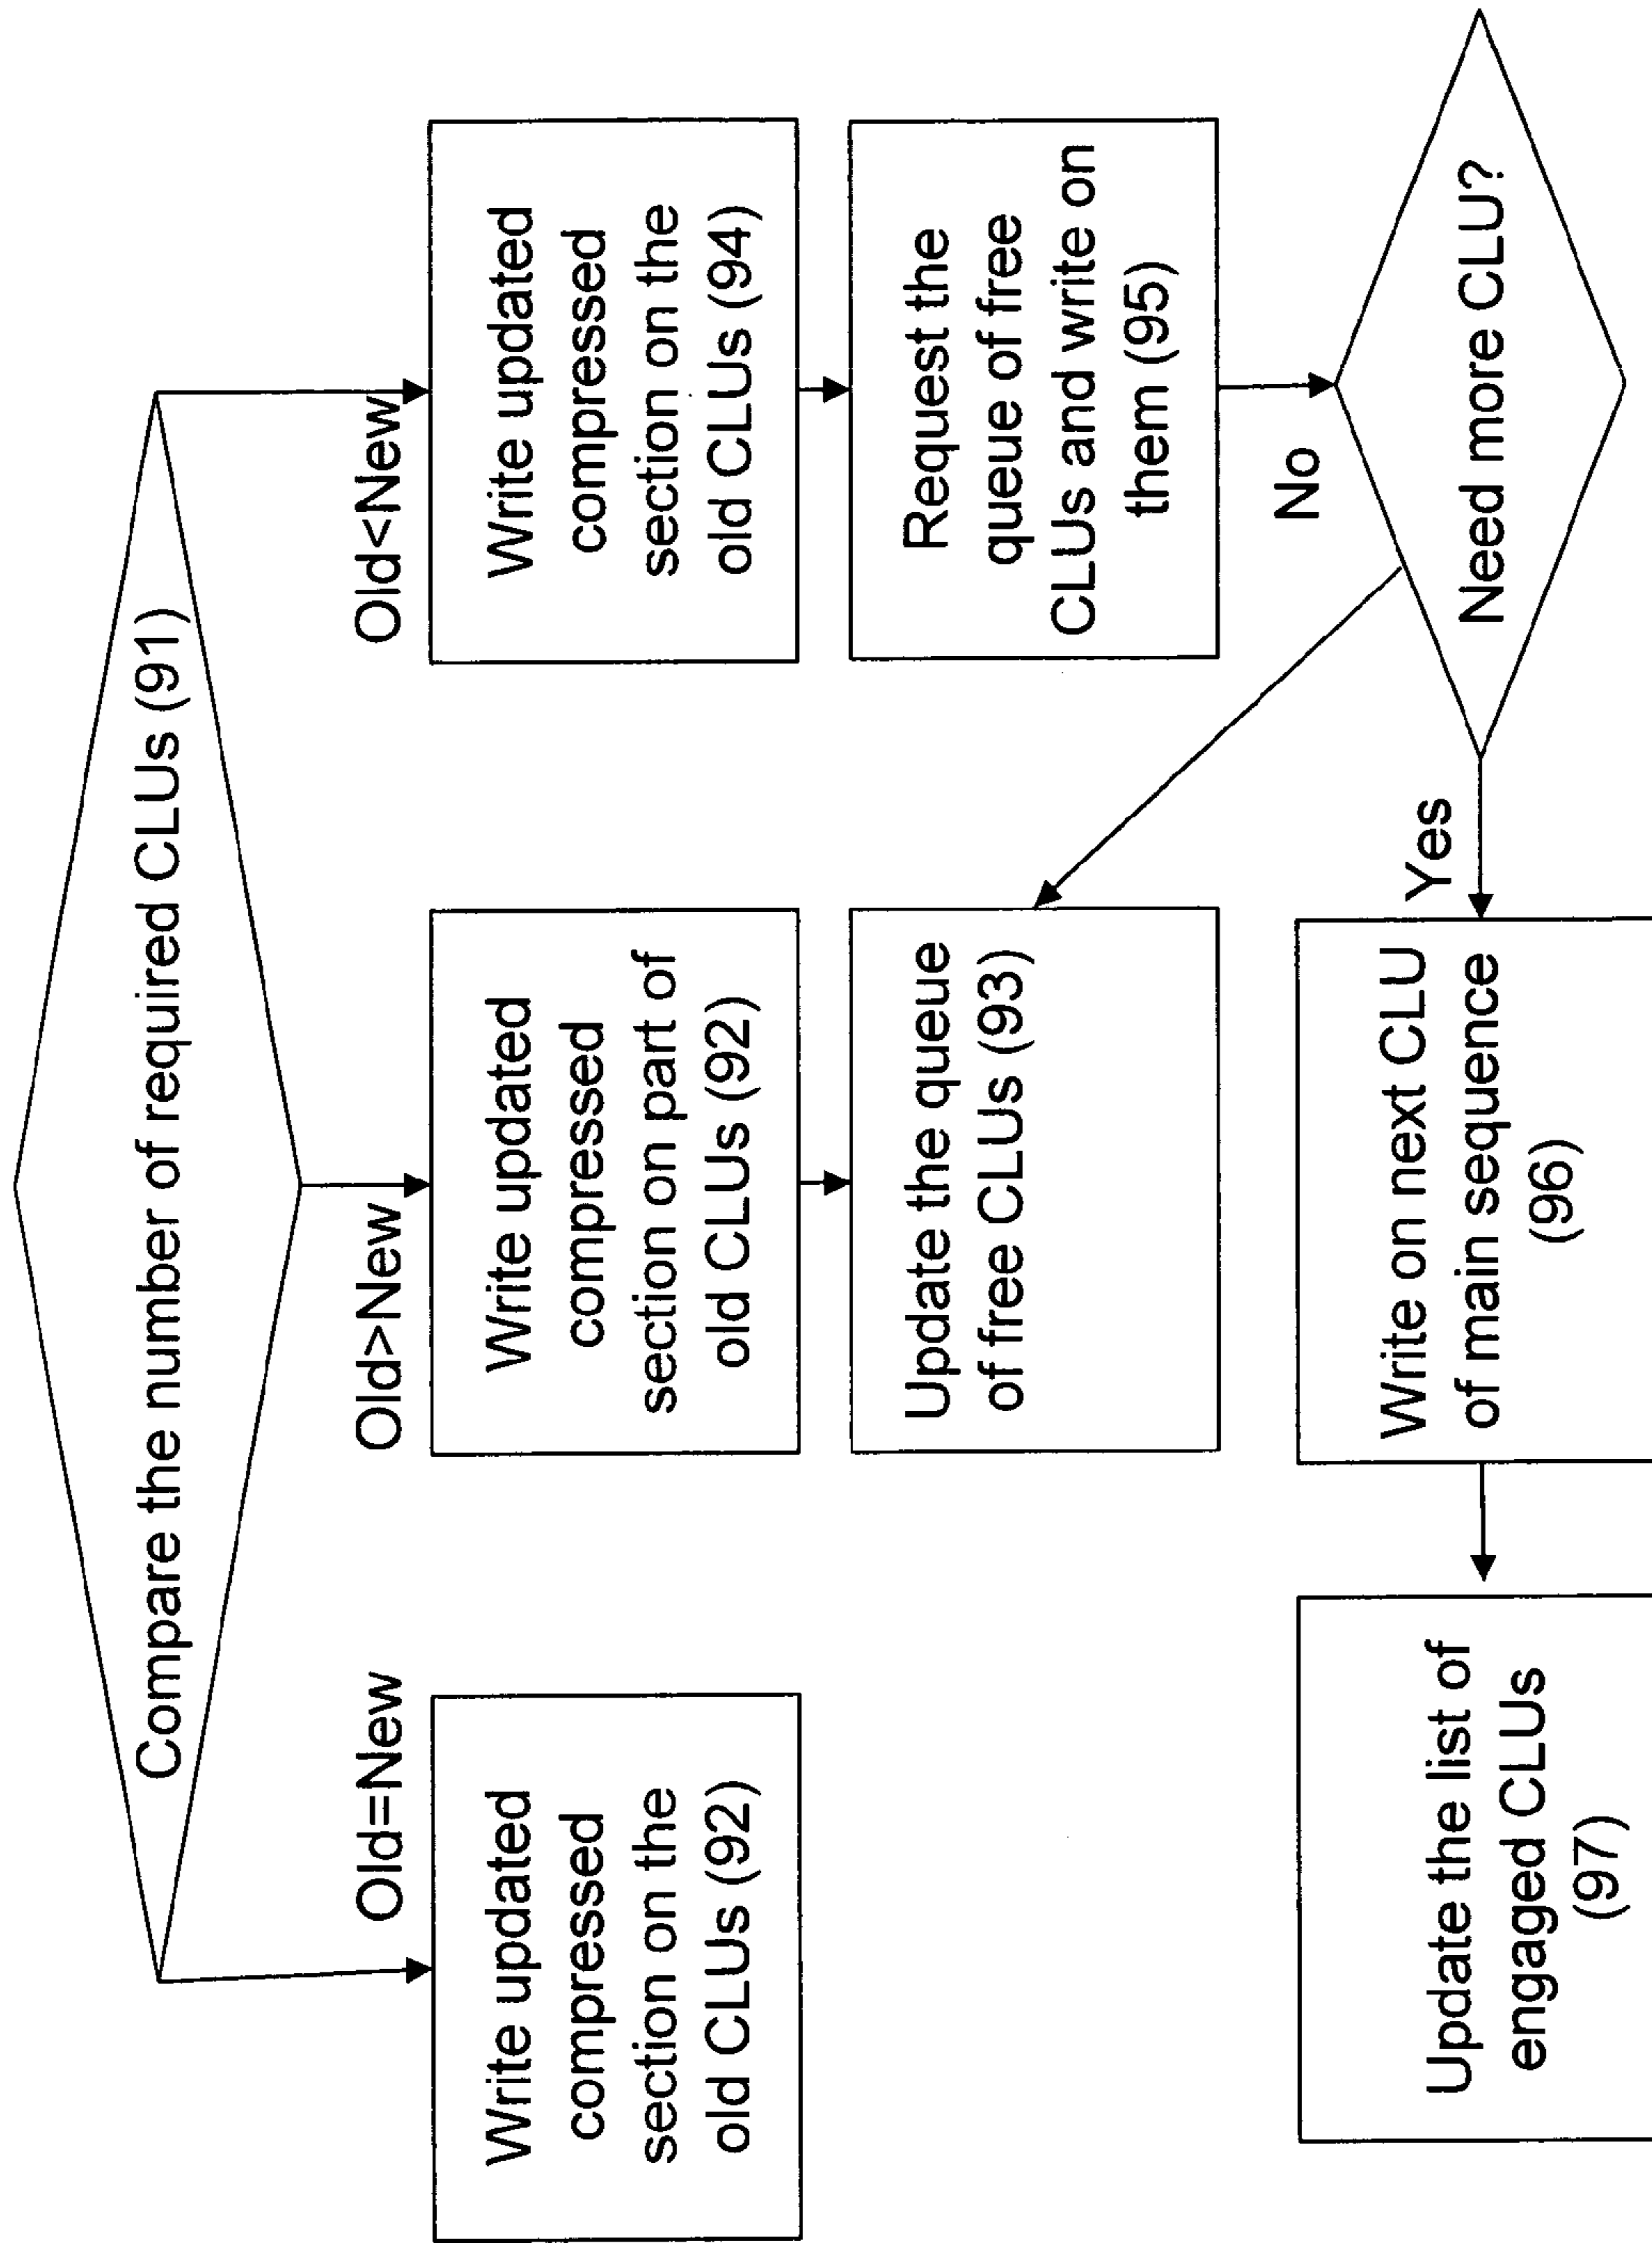 Compare the number of required CLUs (91)
Old=New
Old>New
Old<New
Write updated
compressed
section on the
old CLUs (92)
Write updated
compressed
section on part of
old CLUs (92)
Write updated
compressed
section on the
old CLUs (94)
Update the queue
of free CLUs (93)
Request the
queue of free
CLUs and write on
them (95)
No
Need more CLU?
Yes
Write on next CLU
of main sequence
(96)
Update the list of
engaged CLUs
(97)